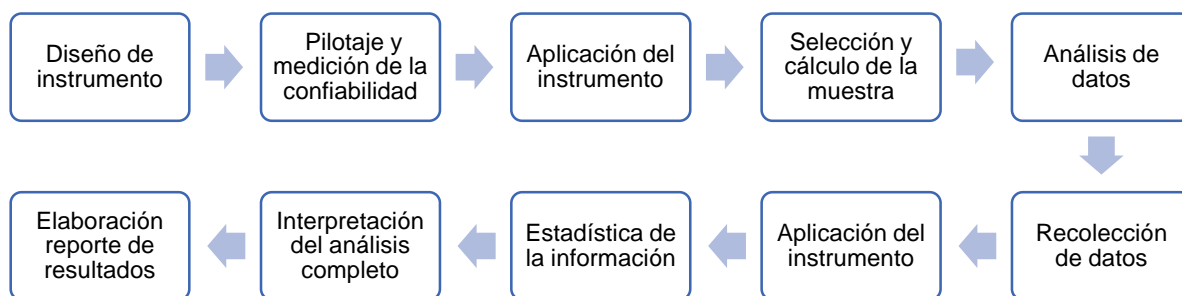 Diseño de
instrumento
Pilotaje y
medición de la
confiabilidad
Aplicación del
instrumento
Selección y
cálculo de la
muestra
Análisis de
datos
Recolección
de datos
Aplicación del
instrumento
Estadística de
la información
Interpretación
del análisis
completo
Elaboración
reporte de
resultados